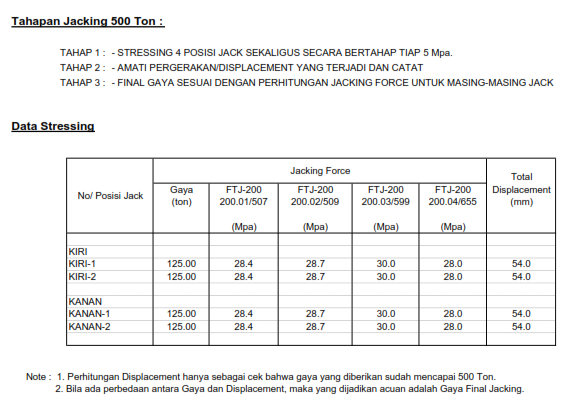 Tahapan Jacking 500 Ton :
TAHAP 1 : - STRESSING 4 POSISI JACK SEKALIGUS SECARA BERTAHAP TIAP 5 Mpa.
TAHAP 2 : - AMATI PERGERAKAN/DISPLACEMENT YANG TERJADI DAN CATAT
TAHAP 3 : - FINAL GAYA SESUAI DENGAN PERHITUNGAN JACKING FORCE UNTUK MASING-MASING JACK
Data Stressing
No/ Posisi Jack
Jacking Force
Total
Displacement
(mm)
Gaya FTJ-200 FTJ-200 FTJ-200 FTJ-200
(ton) 200.01/507 200.02/509 200.03/599 200.04/655
(Mpa) (Mpa) (Mpa) (Mpa)
KIRI
KIRI-1 125.00 28.4 28.7 30.0 28.0 54.0
KIRI-2 125.00 28.4 28.7 30.0 28.0 54.0
KANAN
KANAN-1 125.00 28.4 28.7 30.0 28.0 54.0
KANAN-2 125.00 28.4 28.7 30.0 28.0 54.0
Note : 1. Perhitungan Displacement hanya sebagai cek bahwa gaya yang diberikan sudah mencapai 500 Ton.
2. Bila ada perbedaan antara Gaya dan Displacement, maka yang dijadikan acuan adalah Gaya Final Jacking.